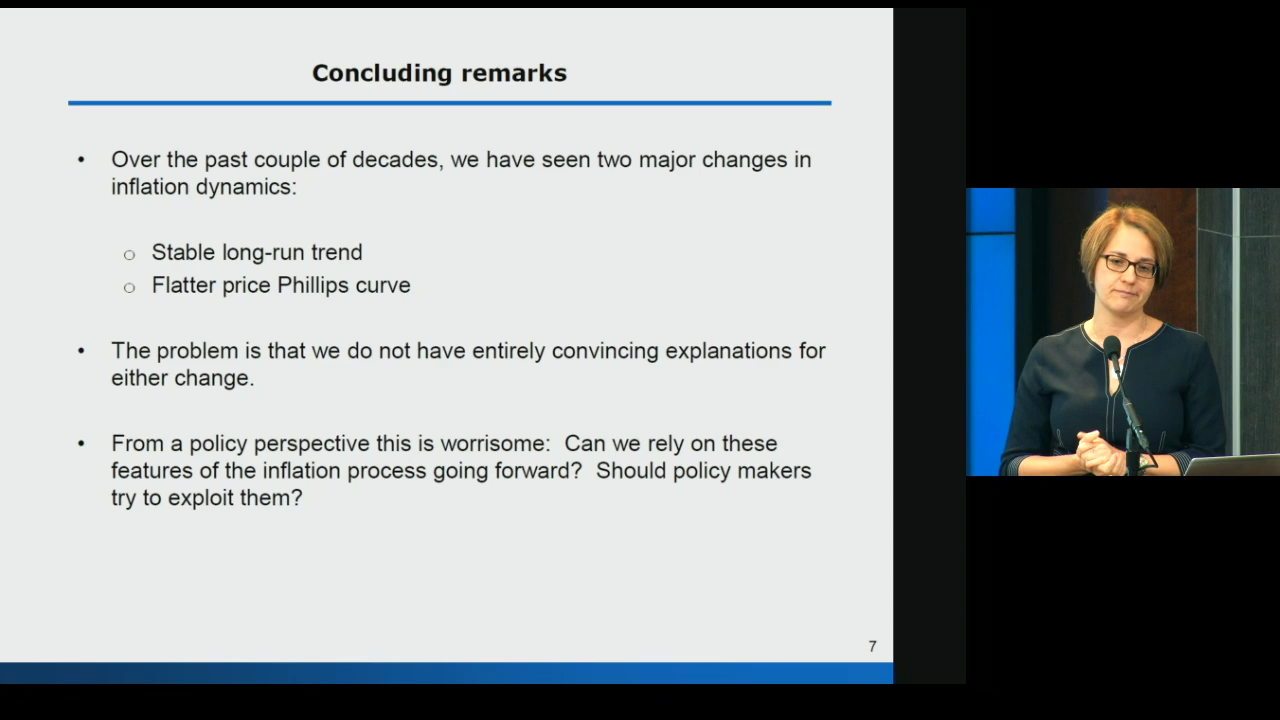 Concluding remarks
• Over the past couple of decades, we have seen two major changes in
inflation dynamics:
○ Stable long-run trend
○ Flatter price Phillips curve
• The problem is that we do not have entirely convincing explanations for
either change.
• From a policy perspective this is worrisome:  Can we rely on these
features of the inflation process going forward?  Should policy makers
try to exploit them?
7